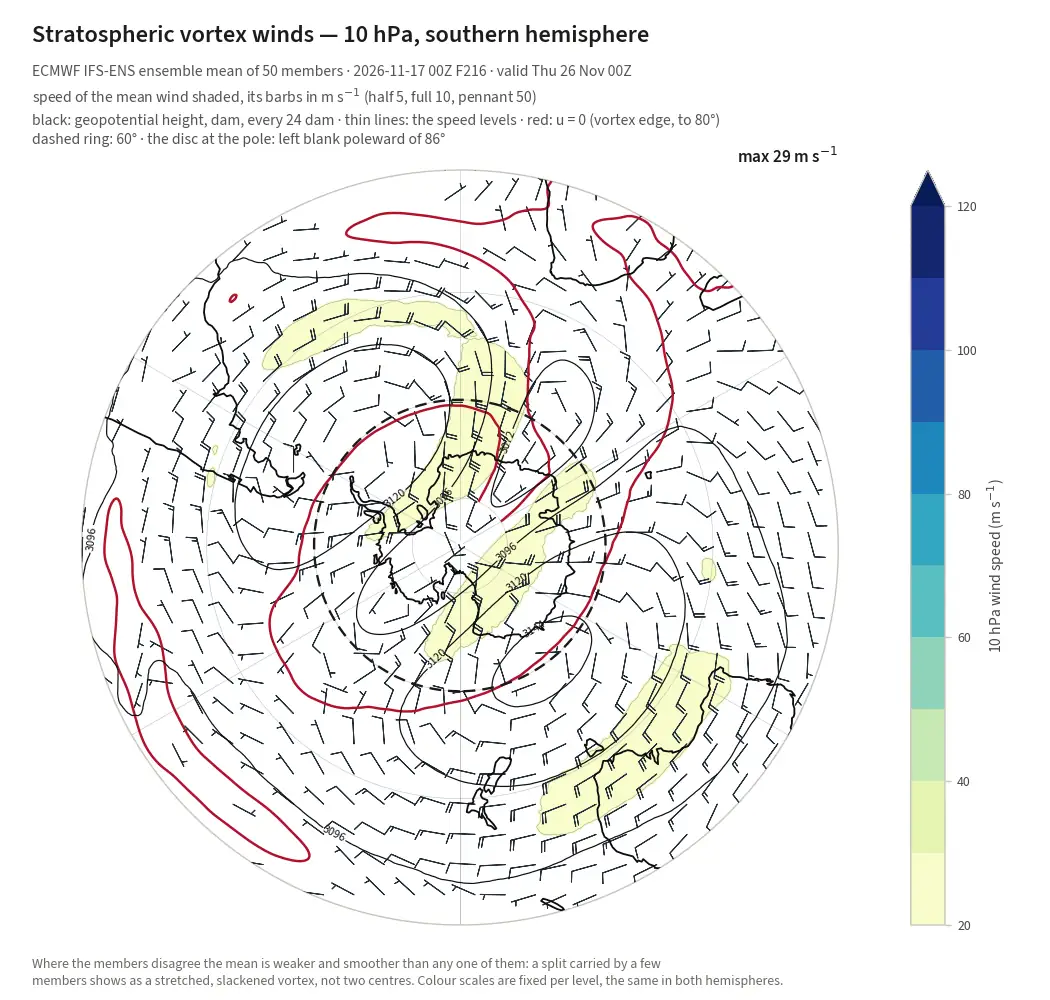 Stratospheric vortex winds — 10 hPa, southern hemisphere
ECMWF IFS-ENS ensemble mean of 50 members · 2026-11-17 00Z F216 · valid Thu 26 Nov 00Z
speed of the mean wind shaded, its barbs in m s⁻¹ (half 5, full 10, pennant 50)
black: geopotential height, dam, every 24 dam · thin lines: the speed levels · red: u = 0 (vortex edge, to 80°)
dashed ring: 60° · the disc at the pole: left blank poleward of 86°
max 29 m s⁻¹
120
100
80
60
40
20
10 hPa wind speed (m s⁻¹)
3072
3120
3096
3096
3096
3120
3120
3096
Where the members disagree the mean is weaker and smoother than any one of them: a split carried by a few
members shows as a stretched, slackened vortex, not two centres. Colour scales are fixed per level, the same in both hemispheres.